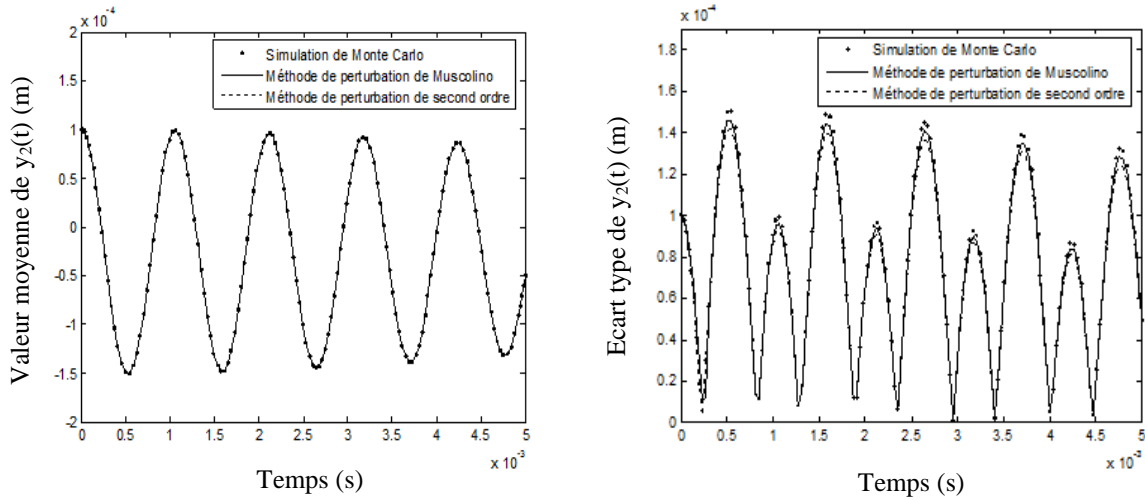 x 10⁻⁴
2
1.5
1
0.5
0
-0.5
-1
-1.5
-2
0 0.5 1 1.5 2 2.5 3 3.5 4 4.5 5
x 10⁻³
Valeur moyenne de y₂(t) (m)
Temps (s)
Simulation de Monte Carlo
Méthode de perturbation de Muscolino
Méthode de perturbation de second ordre
x 10⁻⁴
1.8
1.6
1.4
1.2
1
0.8
0.6
0.4
0.2
0
0 0.5 1 1.5 2 2.5 3 3.5 4 4.5 5
Ecart type de y₂(t) (m)
Temps (s)
Simulation de Monte Carlo
Méthode de perturbation de Muscolino
Méthode de perturbation de second ordre